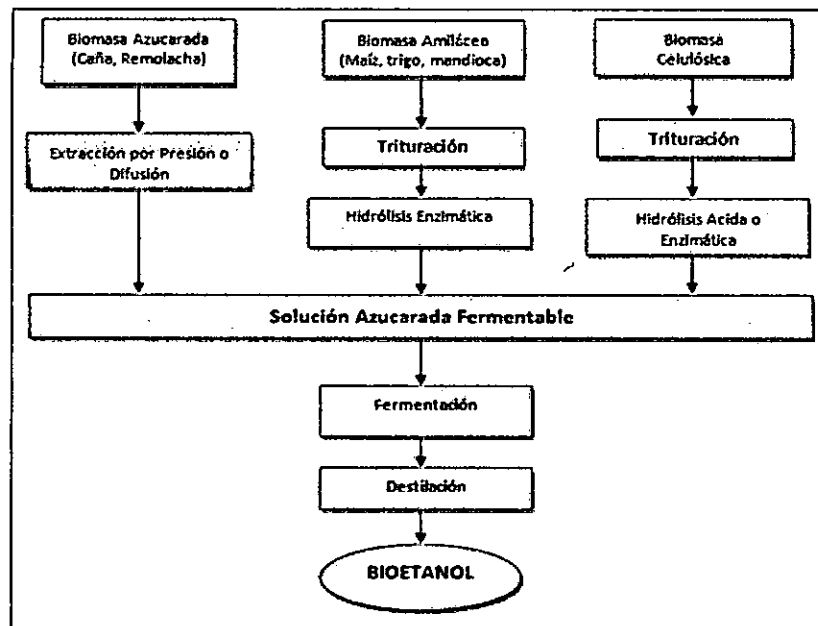 Biomasa Azucarada
(Caña, Remolacha)
Extracción por Presión o
Difusión
Biomasa Amilácea
(Maíz, trigo, mandioca)
Trituración
Hidrólisis Enzimática
Biomasa
Celulósica
Trituración
Hidrólisis Acida o
Enzimática
Solución Azucarada Fermentable
Fermentación
Destilación
BIOETANOL